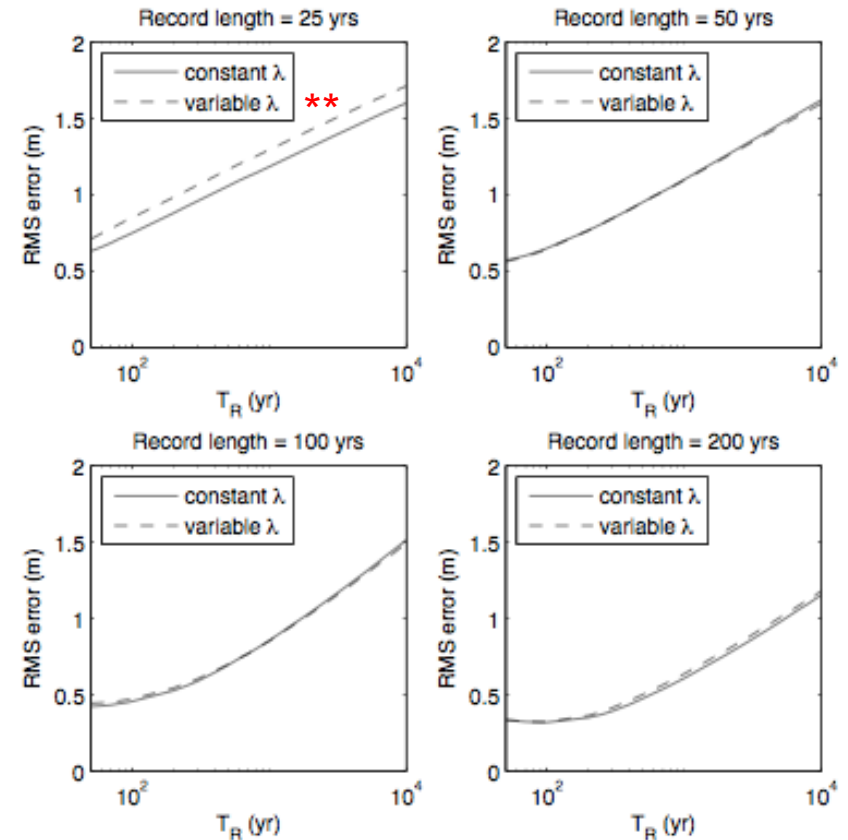 Record length = 25 yrs
2
1.5
1
0.5
0
RMS error (m)
constant λ
variable λ
**
10^2
10^4
T_R (yr)
Record length = 50 yrs
2
1.5
1
0.5
0
RMS error (m)
constant λ
variable λ
10^2
10^4
T_R (yr)
Record length = 100 yrs
2
1.5
1
0.5
0
RMS error (m)
constant λ
variable λ
10^2
10^4
T_R (yr)
Record length = 200 yrs
2
1.5
1
0.5
0
RMS error (m)
constant λ
variable λ
10^2
10^4
T_R (yr)